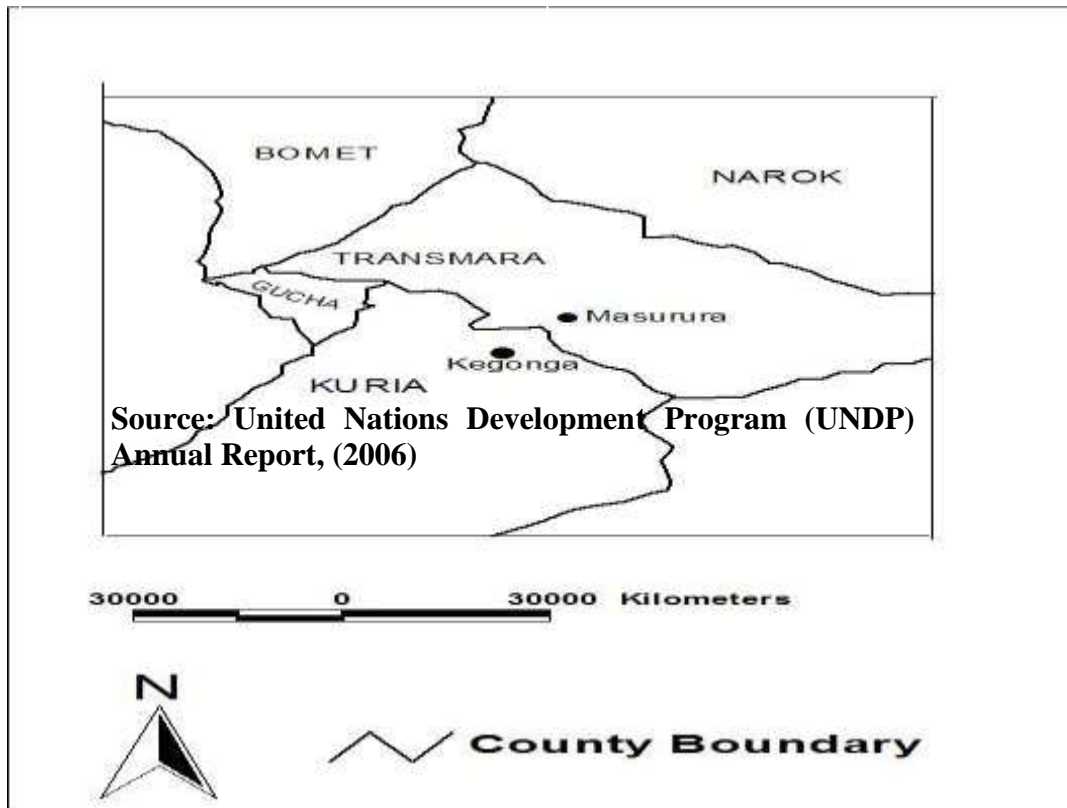 BOMET
NAROK
TRANSMARA
GUCHA
Masurura
Kegonga
KURIA
Source: United Nations Development Program (UNDP)
Annual Report, (2006)
30000 0 30000 Kilometers
N
County Boundary